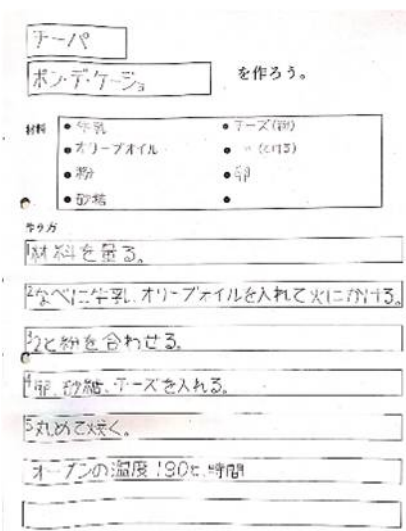 チーパ
ポン・デ・ケージョ を作ろう。
材料
• 牛乳 • チーズ(粉)
• オリーブオイル • 〃 (とける)
• 粉 • 卵
• 砂糖 •
作り方
1 材料を量る。
2 なべに牛乳、オリーブオイルを入れて火にかける。
3 2と粉を合わせる。
4 卵、砂糖、チーズを入れる。
5 丸めて焼く。
オーブンの温度 190℃ 時間